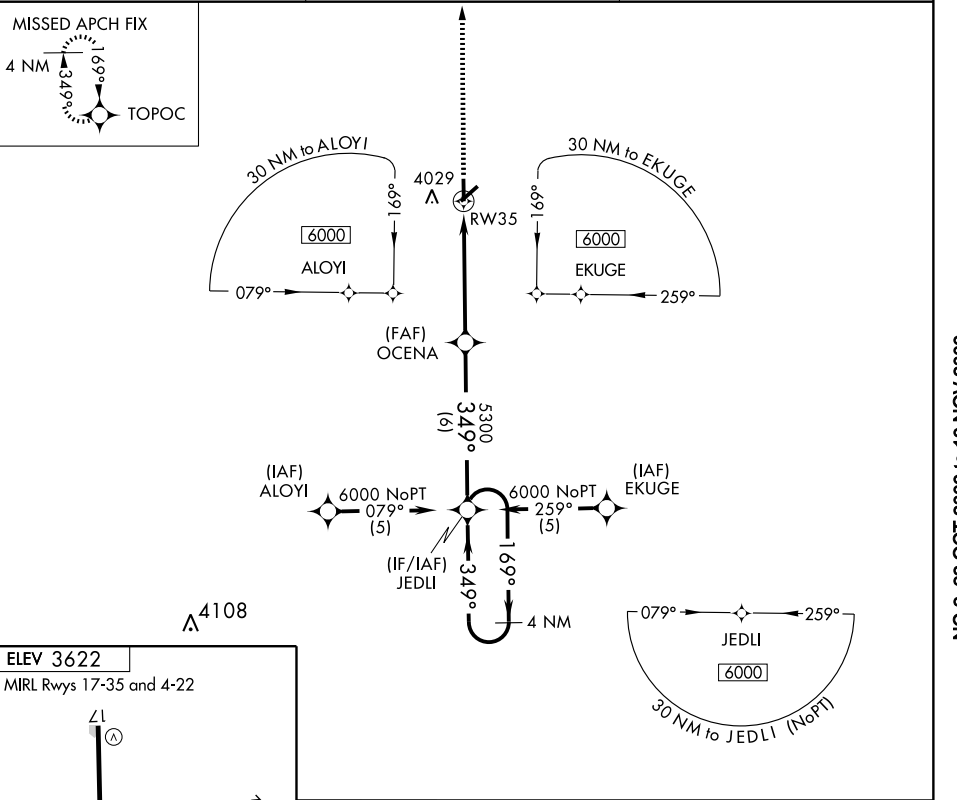 MISSED APCH FIX
4 NM
349°
169°
TOPOC
30 NM to ALOYI
169°
6000
ALOYI
079°
4029
RW35
30 NM to EKUGE
169°
6000
EKUGE
259°
(FAF)
OCENA
5300
349°
(6)
(IAF)
ALOYI
6000 NoPT
079°
(5)
6000 NoPT
259°
(5)
(IAF)
EKUGE
(IF/IAF)
JEDLI
349°
169°
4 NM
4108
079°
259°
JEDLI
6000
30 NM to JEDLI (NoPT)
ELEV 3622
MIRL Rwys 17-35 and 4-22
17
V